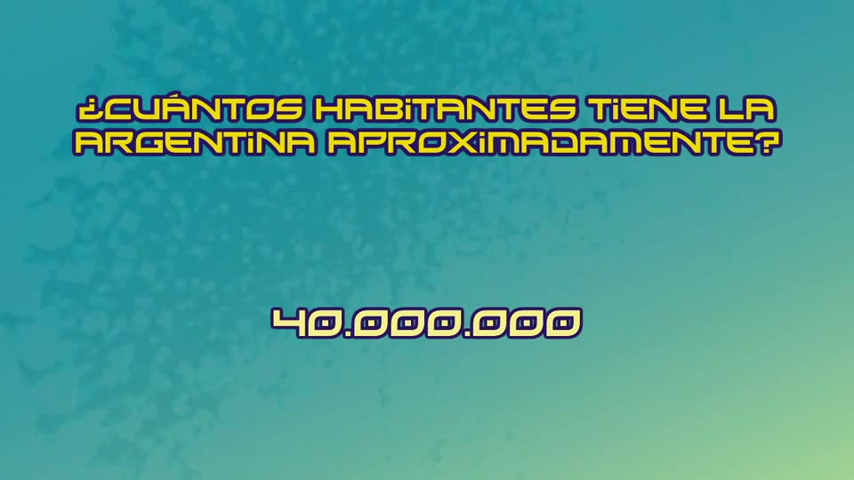 ¿CUÁNTOS HABITANTES TIENE LA
ARGENTINA APROXIMADAMENTE?
40.000.000